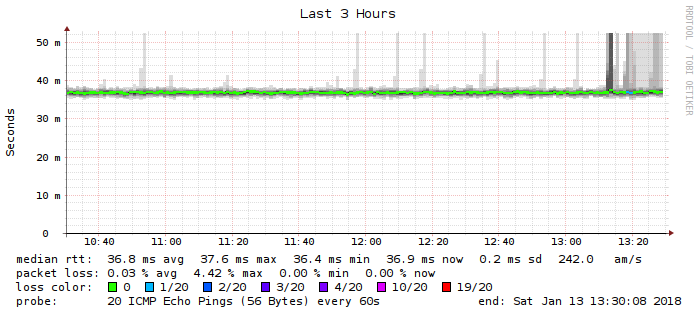 Last 3 Hours
RRDTOOL / TOBI OETIKER
Seconds
50 m
40 m
30 m
20 m
10 m
0
10:40 11:00 11:20 11:40 12:00 12:20 12:40 13:00 13:20
median rtt: 36.8 ms avg 37.6 ms max 36.4 ms min 36.9 ms now 0.2 ms sd 242.0 am/s
packet loss: 0.03 % avg 4.42 % max 0.00 % min 0.00 % now
loss color: 0 1/20 2/20 3/20 4/20 10/20 19/20
probe: 20 ICMP Echo Pings (56 Bytes) every 60s end: Sat Jan 13 13:30:08 2018